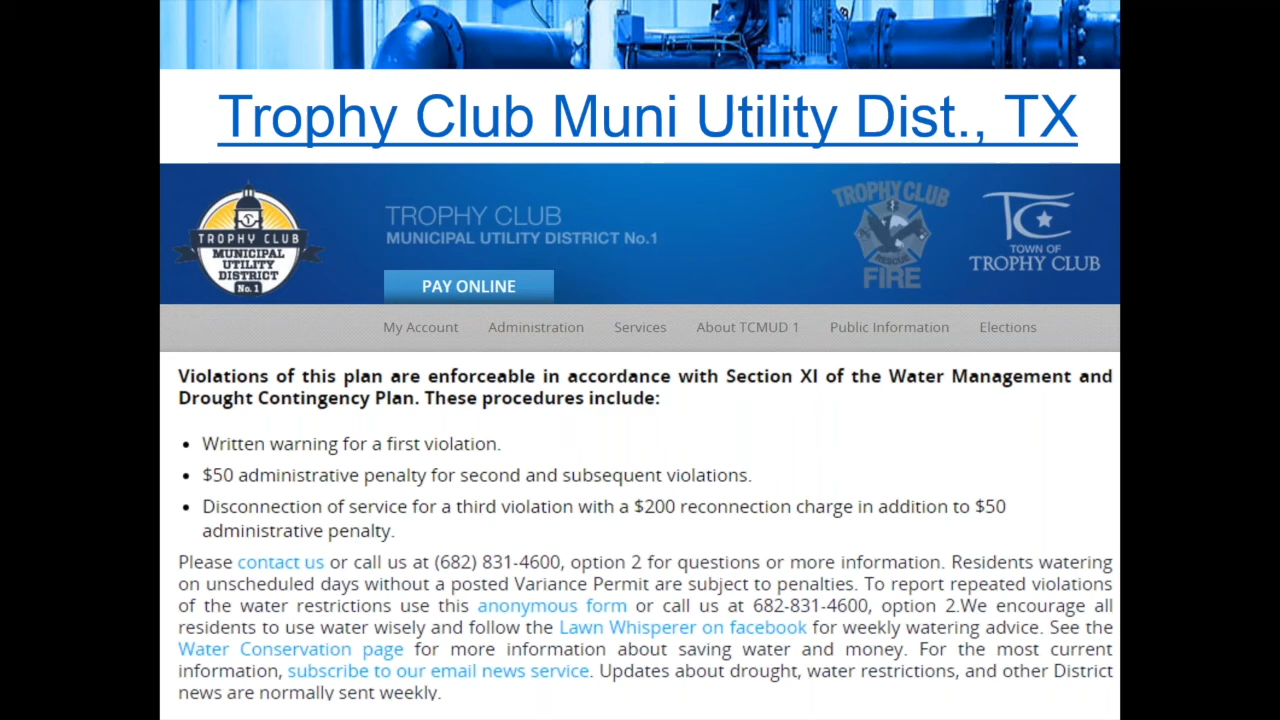 Trophy Club Muni Utility Dist., TX
TROPHY CLUB
MUNICIPAL
UTILITY
DISTRICT
No. 1
TROPHY CLUB
MUNICIPAL UTILITY DISTRICT No.1
PAY ONLINE
TROPHY CLUB
RESCUE
FIRE
TC
TOWN OF
TROPHY CLUB
My Account Administration Services About TCMUD 1 Public Information Elections
Violations of this plan are enforceable in accordance with Section XI of the Water Management and
Drought Contingency Plan. These procedures include:
• Written warning for a first violation.
• $50 administrative penalty for second and subsequent violations.
• Disconnection of service for a third violation with a $200 reconnection charge in addition to $50
administrative penalty.
Please contact us or call us at (682) 831-4600, option 2 for questions or more information. Residents watering
on unscheduled days without a posted Variance Permit are subject to penalties. To report repeated violations
of the water restrictions use this anonymous form or call us at 682-831-4600, option 2.We encourage all
residents to use water wisely and follow the Lawn Whisperer on facebook for weekly watering advice. See the
Water Conservation page for more information about saving water and money. For the most current
information, subscribe to our email news service. Updates about drought, water restrictions, and other District
news are normally sent weekly.